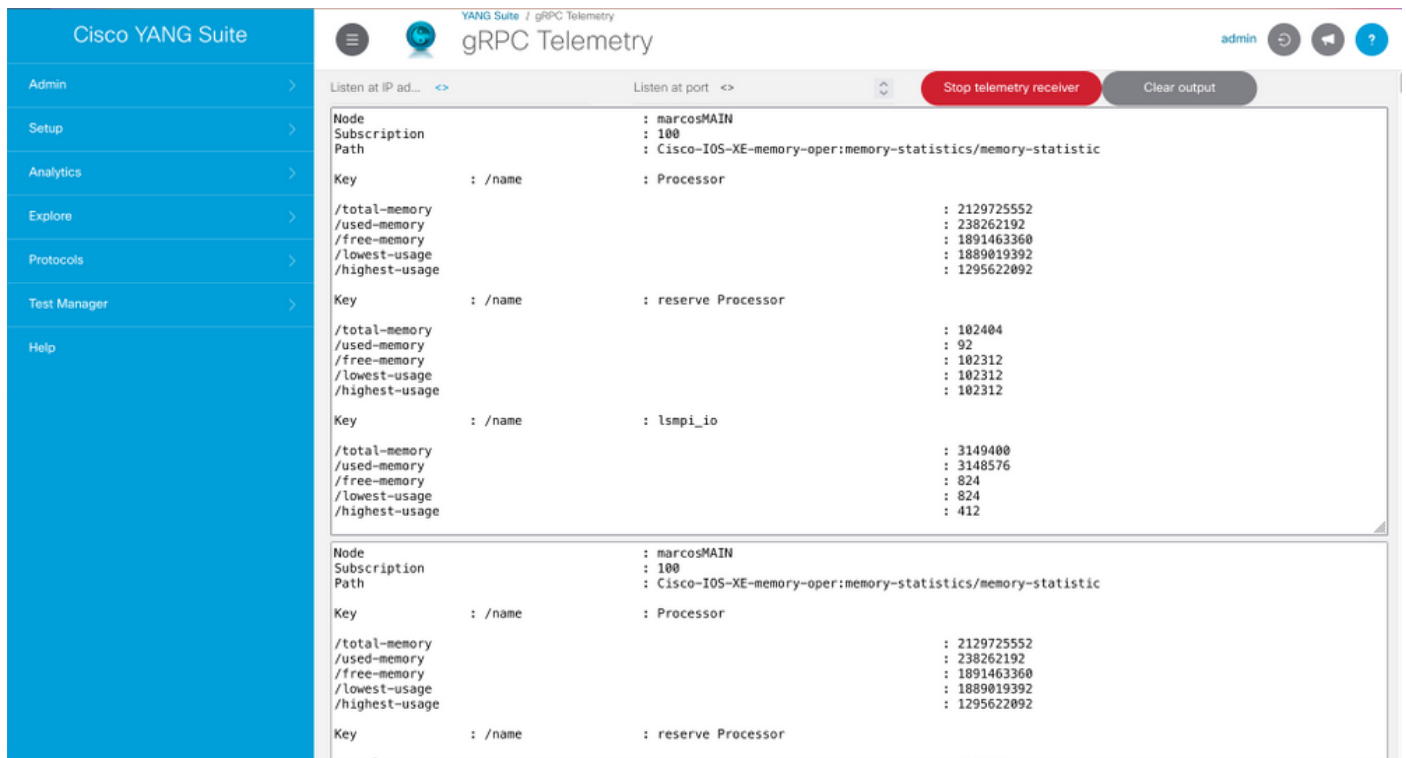 Cisco YANG Suite
Admin
Setup
Analytics
Explore
Protocols
Test Manager
Help
YANG Suite / gRPC Telemetry
gRPC Telemetry
admin
?
Listen at IP ad... <> Listen at port <> Stop telemetry receiver Clear output
Node : marcosMAIN
Subscription : 100
Path : Cisco-IOS-XE-memory-oper:memory-statistics/memory-statistic
Key : /name : Processor
/total-memory : 2129725552
/used-memory : 238262192
/free-memory : 1891463360
/lowest-usage : 1889019392
/highest-usage : 1295622092
Key : /name : reserve Processor
/total-memory : 102404
/used-memory : 92
/free-memory : 102312
/lowest-usage : 102312
/highest-usage : 102312
Key : /name : lsmpi_io
/total-memory : 3149400
/used-memory : 3148576
/free-memory : 824
/lowest-usage : 824
/highest-usage : 412
Node : marcosMAIN
Subscription : 100
Path : Cisco-IOS-XE-memory-oper:memory-statistics/memory-statistic
Key : /name : Processor
/total-memory : 2129725552
/used-memory : 238262192
/free-memory : 1891463360
/lowest-usage : 1889019392
/highest-usage : 1295622092
Key : /name : reserve Processor